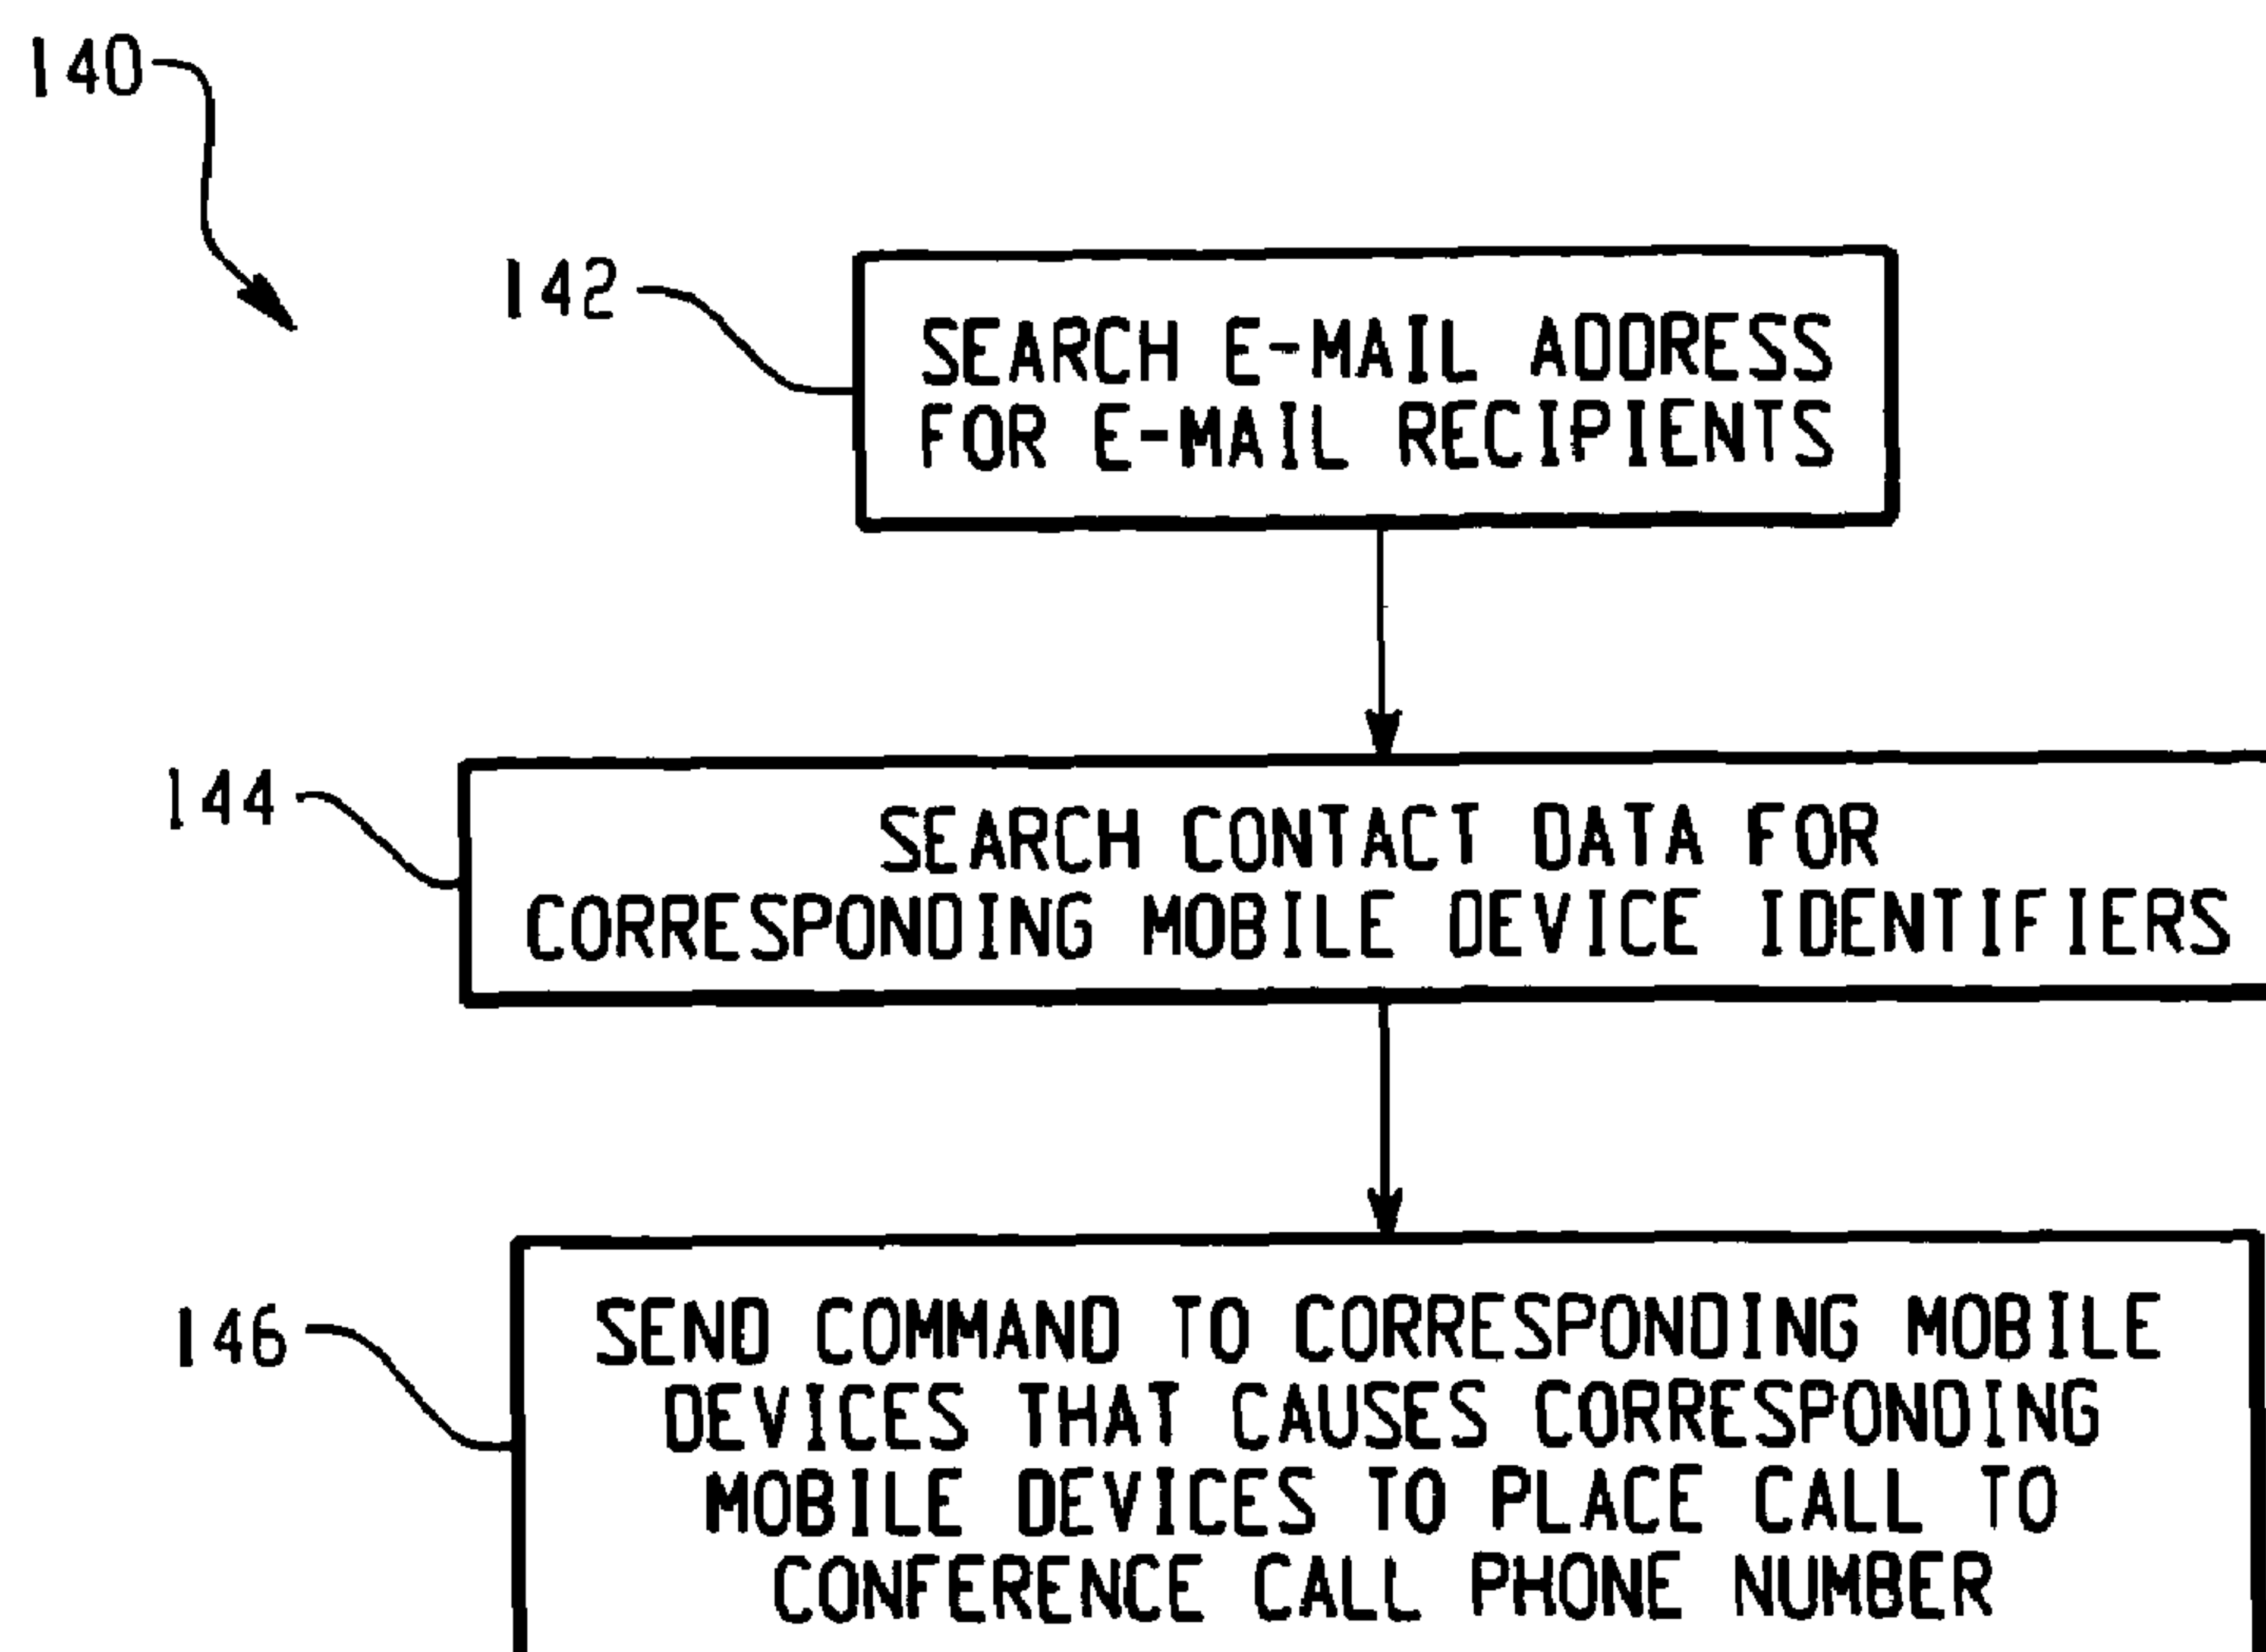 140
142
SEARCH E-MAIL ADDRESS
FOR E-MAIL RECIPIENTS
144
SEARCH CONTACT DATA FOR
CORRESPONDING MOBILE DEVICE IDENTIFIERS
146
SEND COMMAND TO CORRESPONDING MOBILE
DEVICES THAT CAUSES CORRESPONDING
MOBILE DEVICES TO PLACE CALL TO
CONFERENCE CALL PHONE NUMBER